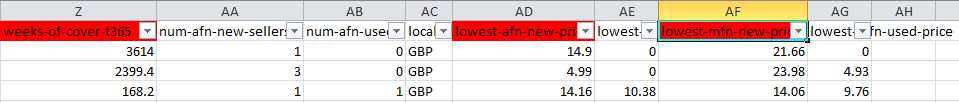 Z AA AB AC AD AE AF AG AH
weeks-of-cover-t365 num-afn-new-sellers num-afn-used local lowest-afn-new-pri lowest- lowest-mfn-new-pri lowest- fn-used-price
3614 1 0 GBP 14.9 0 21.66 0
2399.4 3 0 GBP 4.99 0 23.98 4.93
168.2 1 1 GBP 14.16 10.38 14.06 9.76